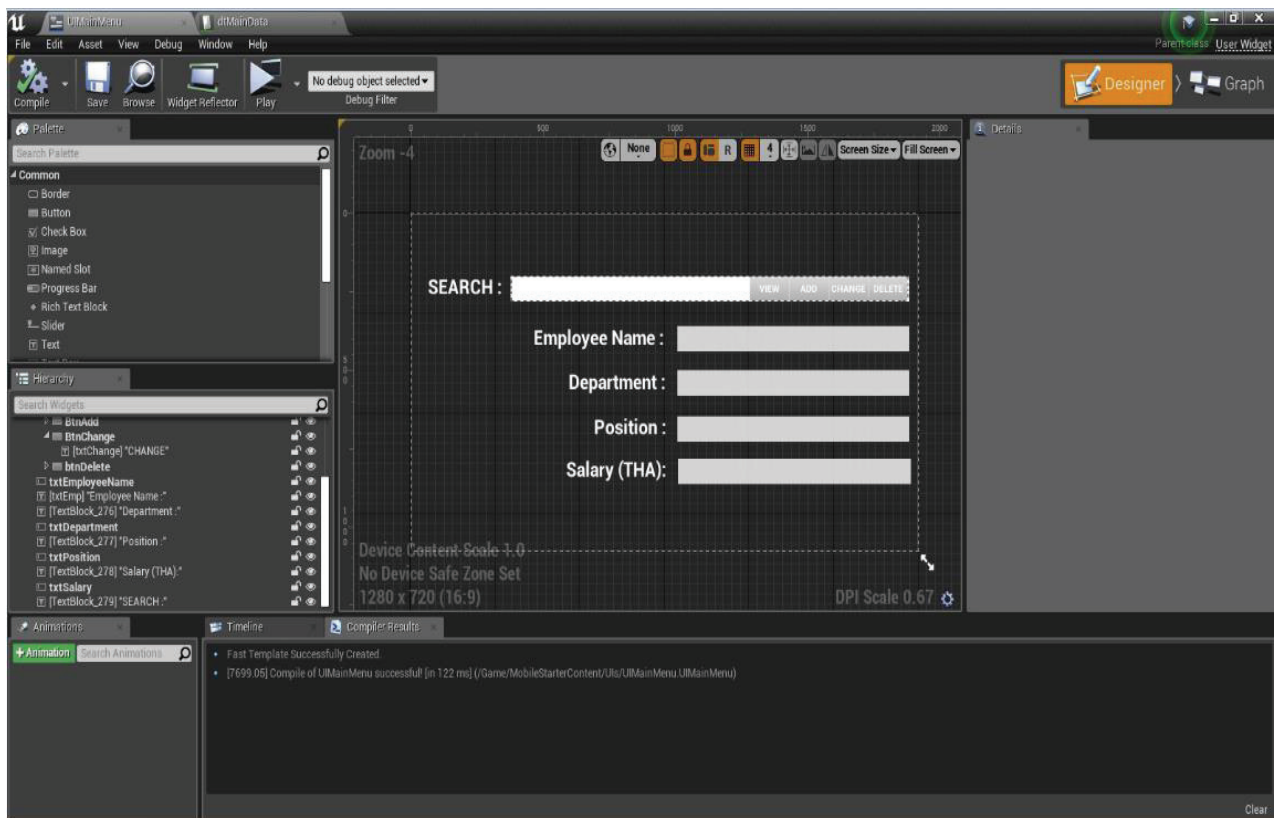 UIMainMenu dtMainData
File Edit Asset View Debug Window Help Parent class: User Widget
Compile Save Browse Widget Reflector Play No debug object selected Debug Filter Designer Graph
Palette
Search Palette
Common
Border
Button
Check Box
Image
Named Slot
Progress Bar
Rich Text Block
Slider
Text
Hierarchy
Search Widgets
BtnAdd
BtnChange
[txtChange] "CHANGE"
btnDelete
txtEmployeeName
[txtEmp] "Employee Name :"
[TextBlock_276] "Department :"
txtDepartment
[TextBlock_277] "Position :"
txtPosition
[TextBlock_278] "Salary (THA):"
txtSalary
[TextBlock_279] "SEARCH :"
0 500 1000 1500 2000
Zoom -4 None R 4 Screen Size Fill Screen
0
SEARCH : VIEW ADD CHANGE DELETE
Employee Name :
500
Department :
Position :
Salary (THA):
1000
Device Content Scale 1.0
No Device Safe Zone Set
1280 x 720 (16:9) DPI Scale 0.67
Details
Animations
+ Animation Search Animations
Timeline Compiler Results
Fast Template Successfully Created.
[7699.05] Compile of UIMainMenu successful! [in 122 ms] (/Game/MobileStarterContent/UIs/UIMainMenu.UIMainMenu)
Clear